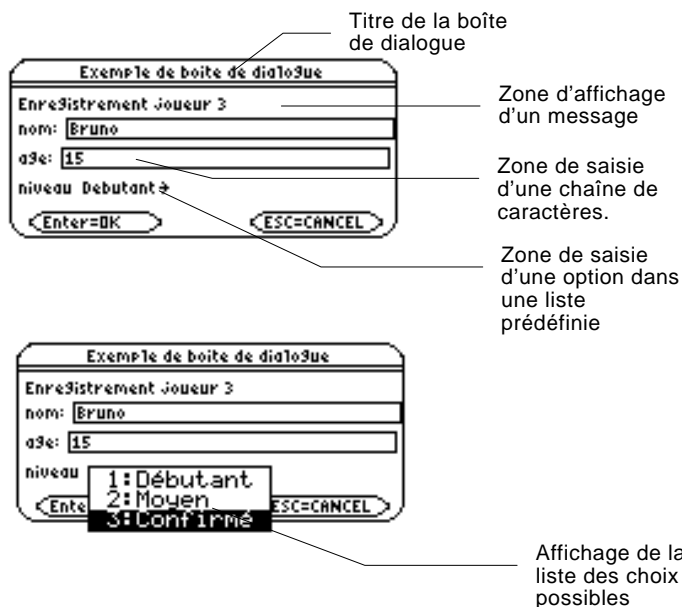 Titre de la boîte
de dialogue
Exemple de boite de dialogue
Enregistrement Joueur 3
Zone d'affichage
d'un message
nom: Bruno
age: 15
Zone de saisie
d'une chaîne de
caractères.
niveau Debutant→
Enter=OK ESC=CANCEL
Zone de saisie
d'une option dans
une liste
prédéfinie
Exemple de boite de dialogue
Enregistrement Joueur 3
nom: Bruno
age: 15
niveau
1:Débutant
2:Moyen
3:Confirmé
Ente ESC=CANCEL
Affichage de la
liste des choix
possibles